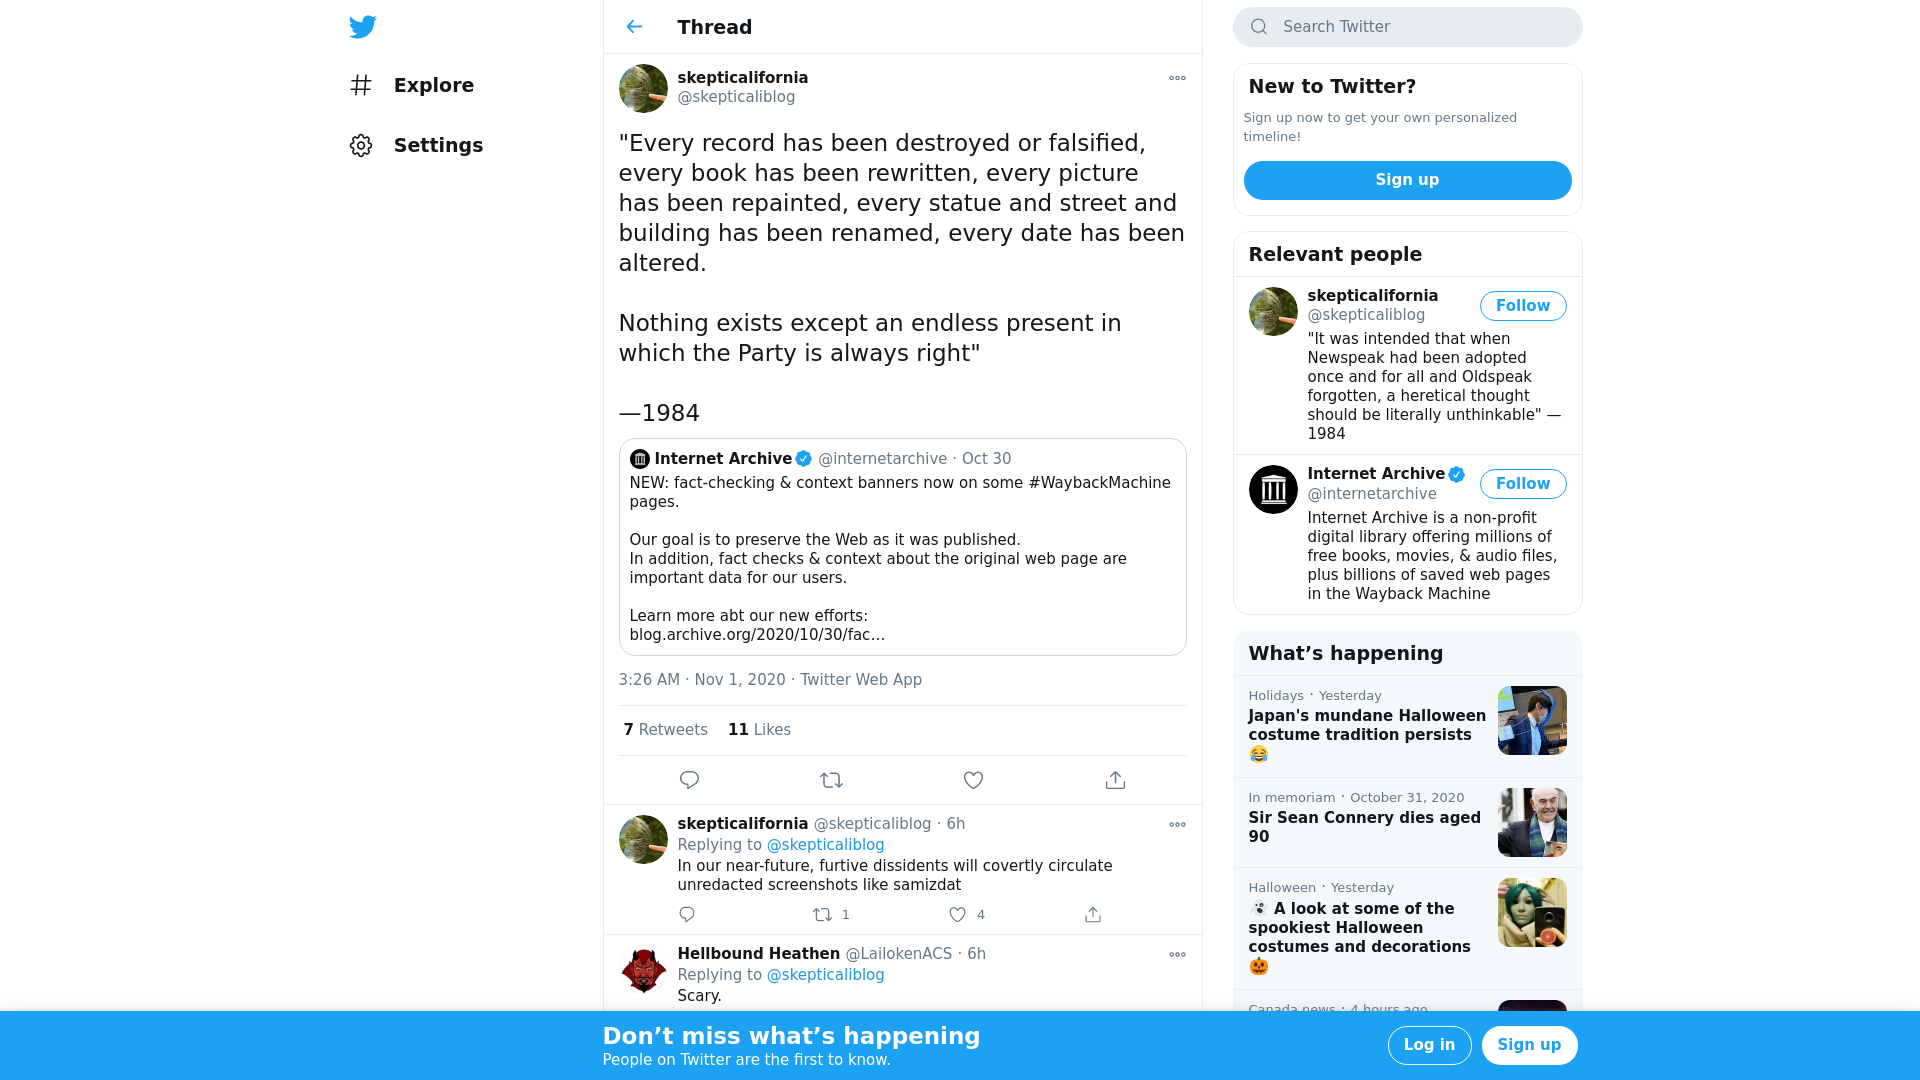 Explore
Settings
Thread
skepticalifornia
@skepticaliblog
"Every record has been destroyed or falsified,
every book has been rewritten, every picture
has been repainted, every statue and street and
building has been renamed, every date has been
altered.
Nothing exists except an endless present in
which the Party is always right"
—1984
Internet Archive @internetarchive · Oct 30
NEW: fact-checking & context banners now on some #WaybackMachine
pages.
Our goal is to preserve the Web as it was published.
In addition, fact checks & context about the original web page are
important data for our users.
Learn more abt our new efforts:
blog.archive.org/2020/10/30/fac…
3:26 AM · Nov 1, 2020 · Twitter Web App
7 Retweets 11 Likes
skepticalifornia @skepticaliblog · 6h
Replying to @skepticaliblog
In our near-future, furtive dissidents will covertly circulate
unredacted screenshots like samizdat
1 4
Hellbound Heathen @LailokenACS · 6h
Replying to @skepticaliblog
Scary.
Search Twitter
New to Twitter?
Sign up now to get your own personalized
timeline!
Sign up
Relevant people
skepticalifornia
@skepticaliblog
Follow
"It was intended that when
Newspeak had been adopted
once and for all and Oldspeak
forgotten, a heretical thought
should be literally unthinkable" —
1984
Internet Archive
@internetarchive
Follow
Internet Archive is a non-profit
digital library offering millions of
free books, movies, & audio files,
plus billions of saved web pages
in the Wayback Machine
What's happening
Holidays · Yesterday
Japan's mundane Halloween
costume tradition persists
😂
In memoriam · October 31, 2020
Sir Sean Connery dies aged
90
Halloween · Yesterday
👻 A look at some of the
spookiest Halloween
costumes and decorations
🎃
Canada news · 4 hours ago
Don't miss what's happening
People on Twitter are the first to know.
Log in
Sign up